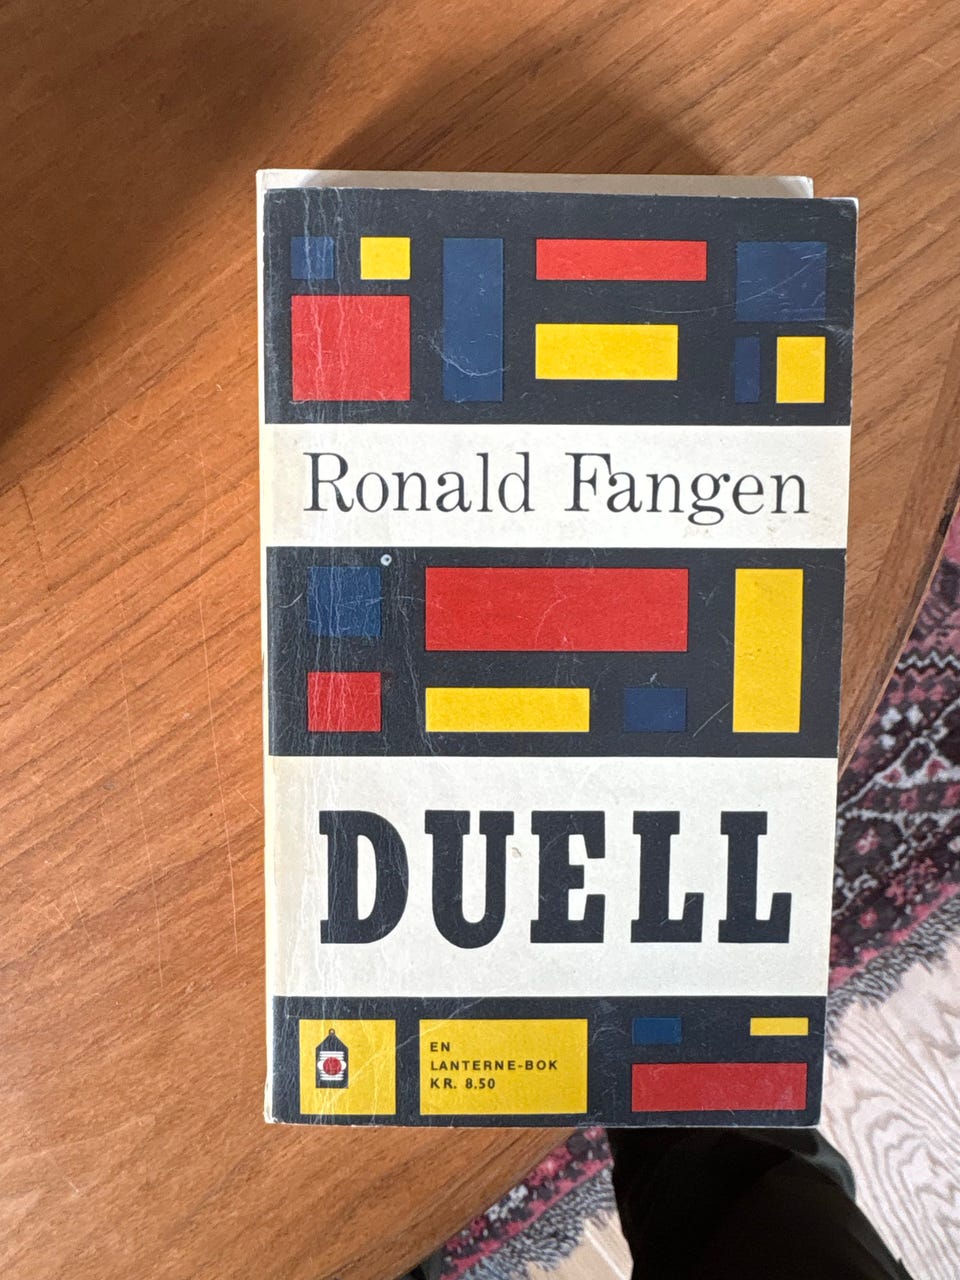 Ronald Fangen
DUELL
EN
LANTERNE-BOK
KR. 8.50